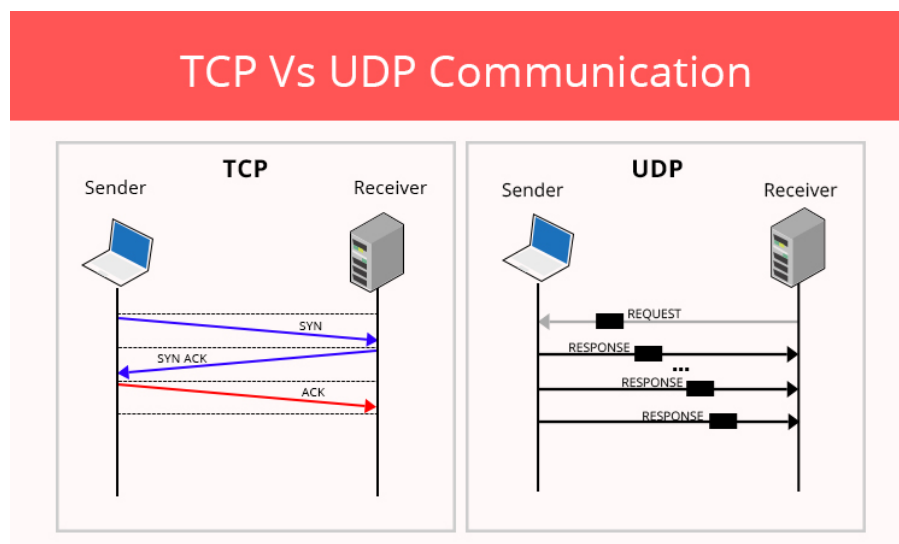 TCP Vs UDP Communication
TCP
Sender
Receiver
SYN
SYN ACK
ACK
UDP
Sender
Receiver
REQUEST
RESPONSE
...
RESPONSE
RESPONSE